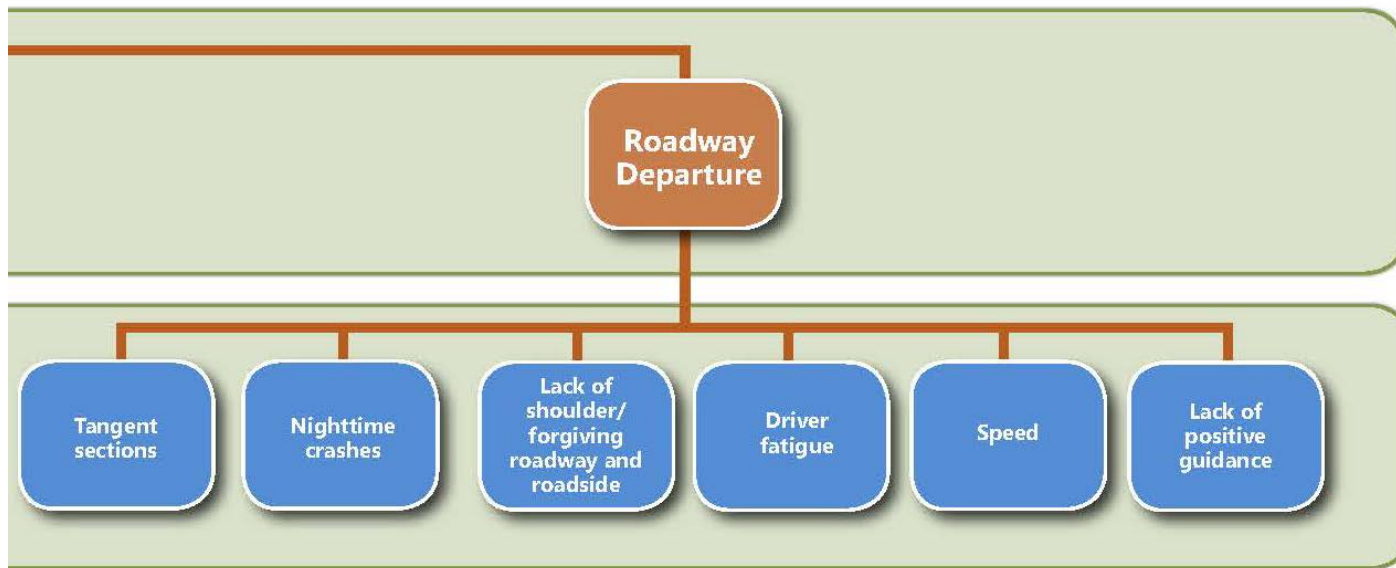 Roadway
Departure
Tangent
sections
Nighttime
crashes
Lack of
shoulder/
forgiving
roadway and
roadside
Driver
fatigue
Speed
Lack of
positive
guidance